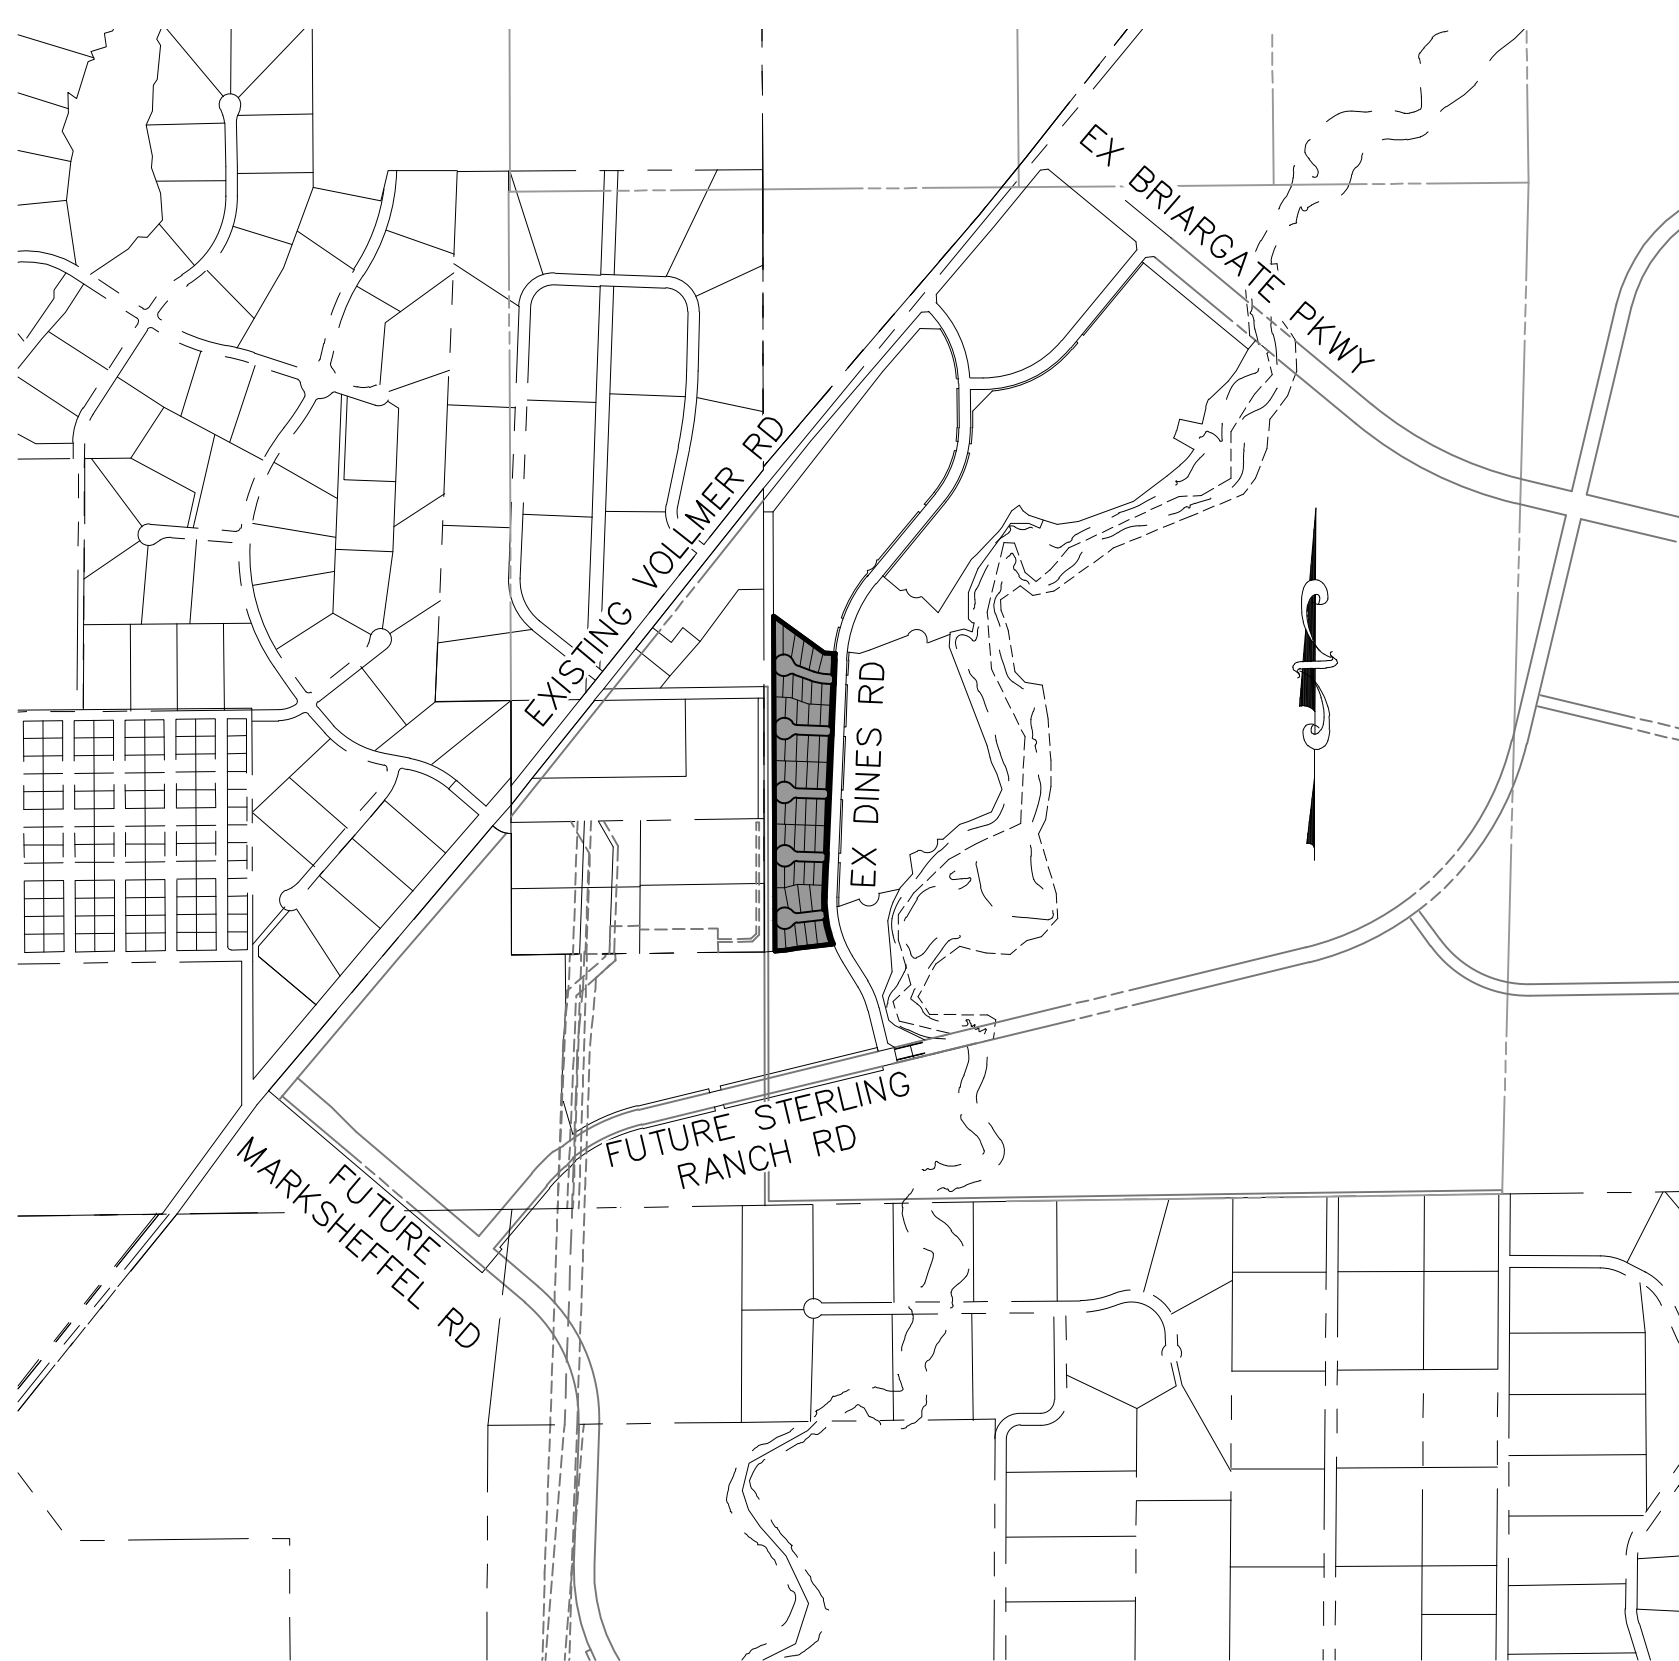 EX BRIARGATE PKWY
EXISTING VOLLMER RD
EX DINES RD
FUTURE STERLING
RANCH RD
FUTURE
MARKSHEFFEL RD